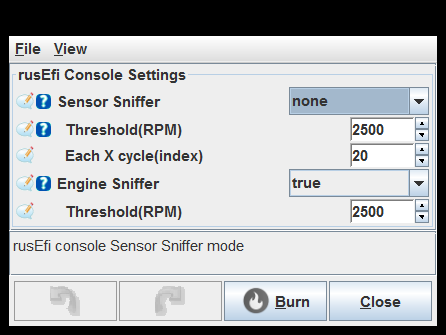 File View
rusEfi Console Settings
? Sensor Sniffer none
? Threshold(RPM) 2500
Each X cycle(index) 20
? Engine Sniffer true
Threshold(RPM) 2500
rusEfi console Sensor Sniffer mode
Burn Close